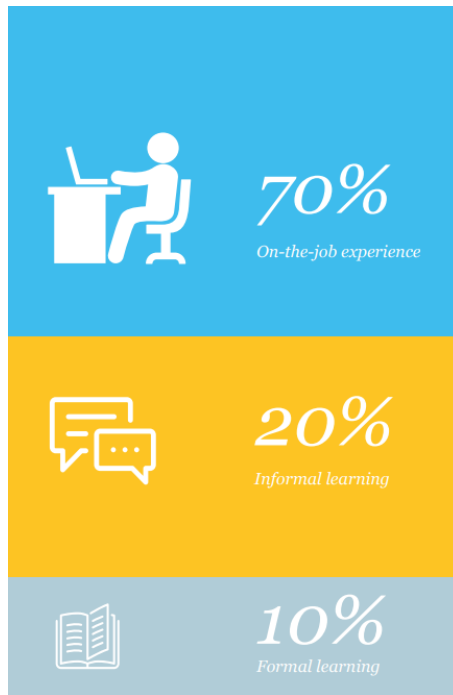 70%
On-the-job experience
20%
Informal learning
10%
Formal learning